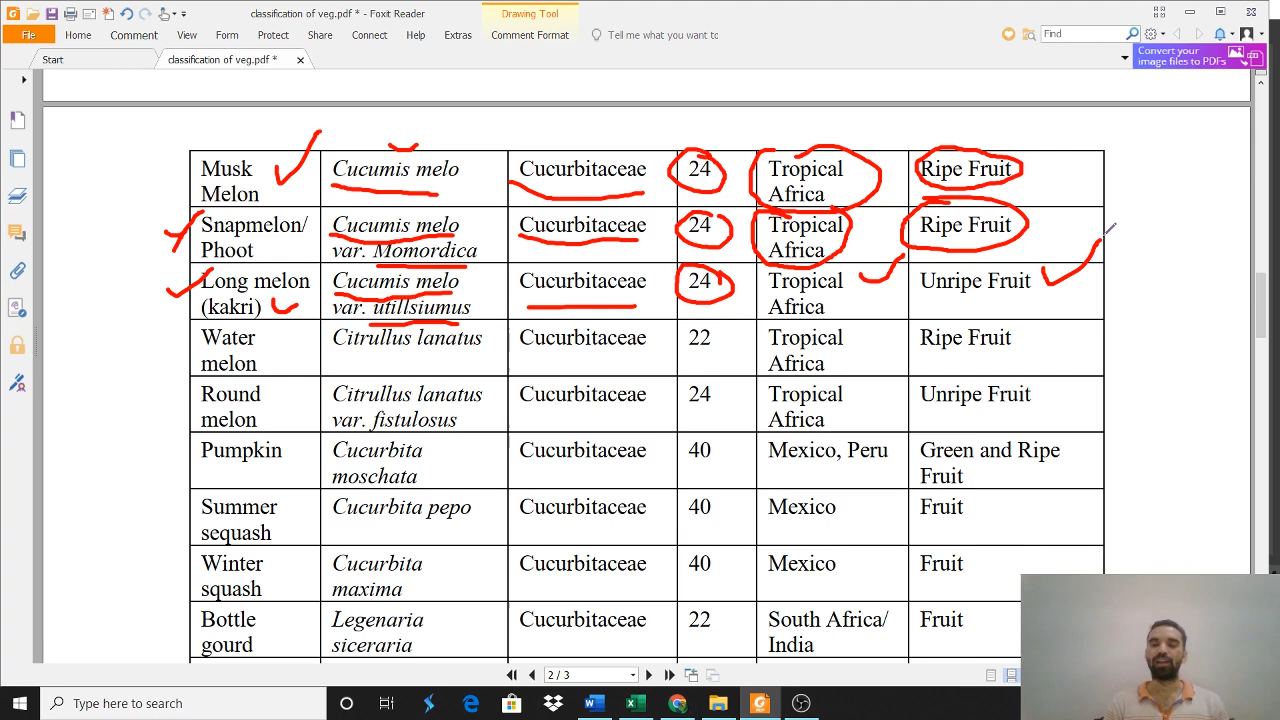 classification of veg.pdf * - Foxit Reader
Drawing Tool
File Home Comment View Form Protect Share Connect Help Extras Comment Format Tell me what you want to Find
Start classification of veg.pdf *
Convert your
image files to PDFs
Musk Cucumis melo Cucurbitaceae 24 Tropical Ripe Fruit
Melon Africa
Snapmelon/ Cucumis melo Cucurbitaceae 24 Tropical Ripe Fruit
Phoot var. Momordica Africa
Long melon Cucumis melo Cucurbitaceae 24 Tropical Unripe Fruit
(kakri) var. utillsiumus Africa
Water Citrullus lanatus Cucurbitaceae 22 Tropical Ripe Fruit
melon Africa
Round Citrullus lanatus Cucurbitaceae 24 Tropical Unripe Fruit
melon var. fistulosus Africa
Pumpkin Cucurbita Cucurbitaceae 40 Mexico, Peru Green and Ripe
moschata Fruit
Summer Cucurbita pepo Cucurbitaceae 40 Mexico Fruit
sequash
Winter Cucurbita Cucurbitaceae 40 Mexico Fruit
squash maxima
Bottle Legenaria Cucurbitaceae 22 South Africa/ Fruit
gourd siceraria India
2 / 3
Type here to search